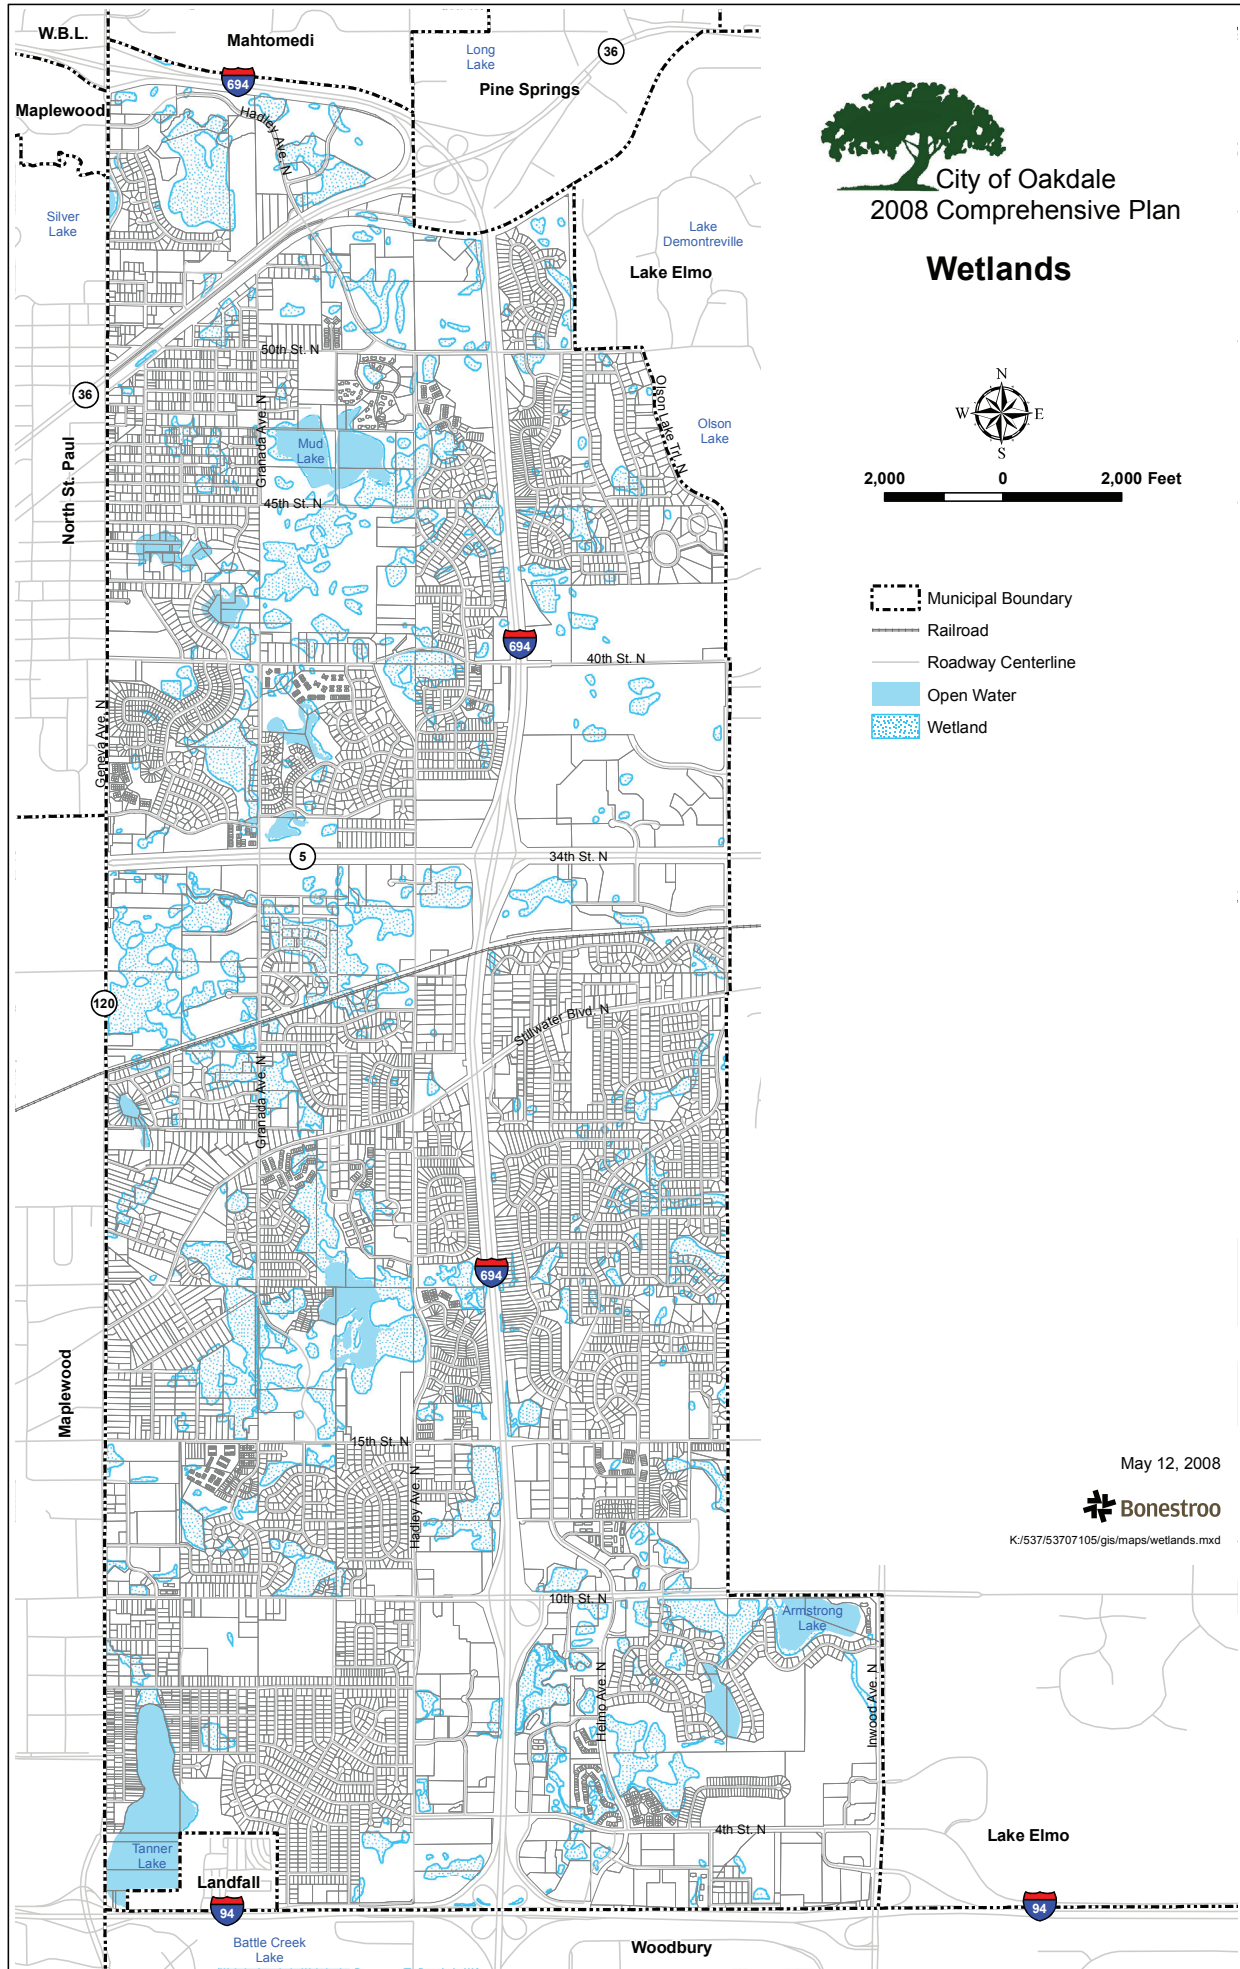 W.B.L.
Mahtomedi
Long
Lake
36
694
Pine Springs
Maplewood
Hadley Ave. N
City of Oakdale
2008 Comprehensive Plan
Silver
Lake
Lake
Demontreville
Lake Elmo
Wetlands
50th St. N
N
W
E
S
36
Olson Lake Trl. N
Granada Ave. N
Mud
Lake
Olson
Lake
North St. Paul
45th St. N
2,000
0
2,000 Feet
Municipal Boundary
Railroad
Roadway Centerline
Open Water
Wetland
694
40th St. N
Geneva Ave. N
5
34th St. N
120
Stillwater Blvd. N
Granada Ave. N
694
Maplewood
15th St. N
Hadley Ave. N
May 12, 2008
Bonestroo
K:/537/53707105/gis/maps/wetlands.mxd
10th St. N
Armstrong
Lake
Helmo Ave. N
Inwood Ave. N
4th St. N
Tanner
Lake
Lake Elmo
Landfall
94
94
Battle Creek
Lake
Woodbury